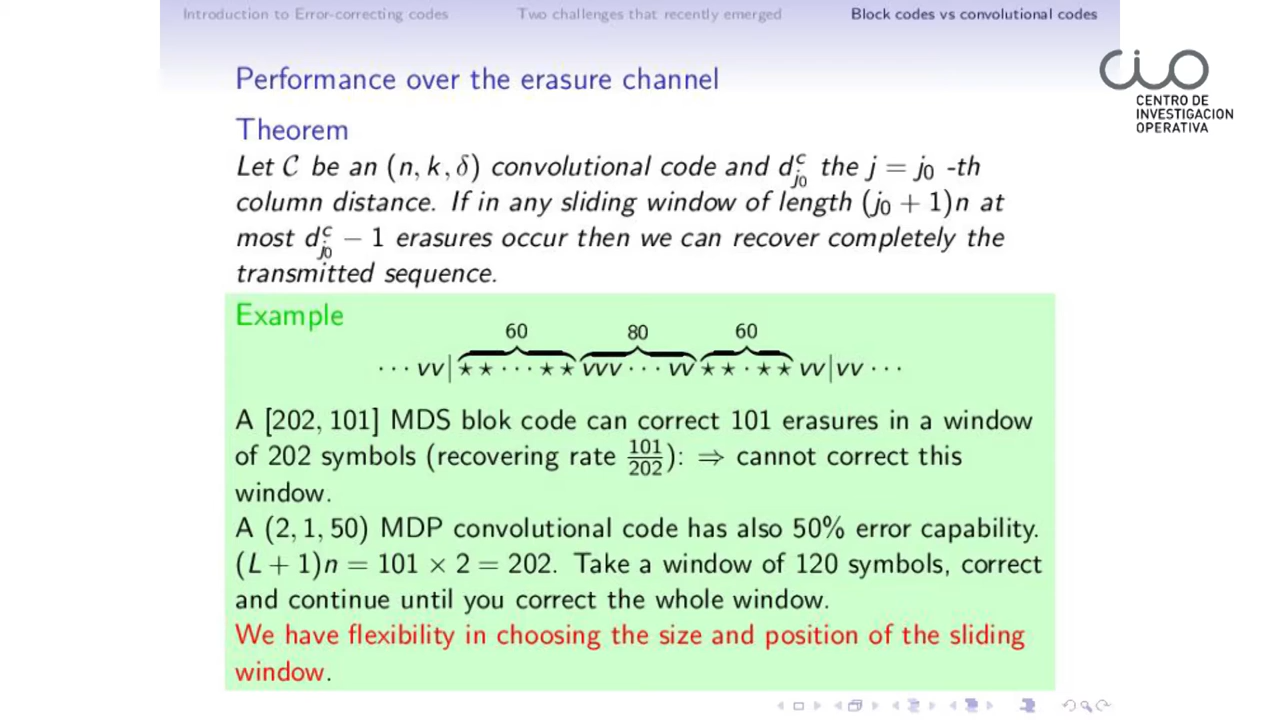 Introduction to Error-correcting codes Two challenges that recently emerged Block codes vs convolutional codes
CIO
CENTRO DE
INVESTIGACION
OPERATIVA
Performance over the erasure channel
Theorem
Let C be an (n, k, δ) convolutional code and d^c_{j0} the j = j0 -th
column distance. If in any sliding window of length (j0 + 1)n at
most d^c_{j0} − 1 erasures occur then we can recover completely the
transmitted sequence.
Example
60 80 60
· · · vv| ⋆ ⋆ · · · ⋆ ⋆ vvv · · · vv ⋆ ⋆ · ⋆ ⋆ vv|vv · · ·
A [202, 101] MDS blok code can correct 101 erasures in a window
of 202 symbols (recovering rate 101/202): ⇒ cannot correct this
window.
A (2, 1, 50) MDP convolutional code has also 50% error capability.
(L + 1)n = 101 × 2 = 202. Take a window of 120 symbols, correct
and continue until you correct the whole window.
We have flexibility in choosing the size and position of the sliding
window.